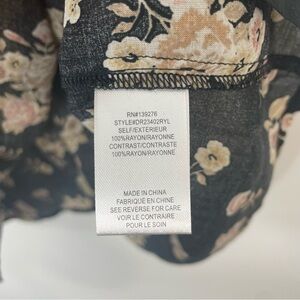 RN#139276
STYLE#DR23402RYL
SELF/EXTERIEUR
100%RAYON/RAYONNE
CONTRAST/CONTRASTE
100%RAYON/RAYONNE
MADE IN CHINA
FABRIQUÉ EN CHINE
SEE REVERSE FOR CARE
VOIR LE CONTRAIRE
POUR LE SOIN